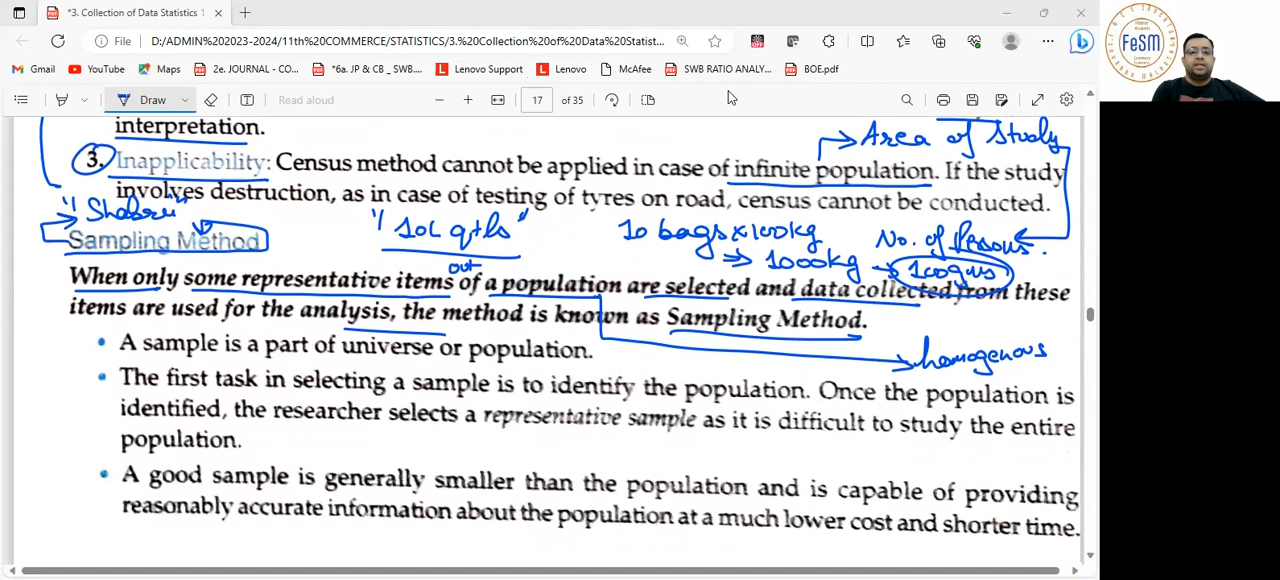 *3. Collection of Data Statistics 1
File D:/ADMIN%202023-2024/11th%20COMMERCE/STATISTICS/3.%20Collection%20of%20Data%20Statist...
Gmail YouTube Maps 2e. JOURNAL - CO... *6a. JP & CB _ SWB.... Lenovo Support Lenovo McAfee SWB RATIO ANALY... BOE.pdf
Draw Read aloud 17 of 35
FeSM
interpretation.
Area of Study
3. Inapplicability: Census method cannot be applied in case of infinite population. If the study
involves destruction, as in case of testing of tyres on road, census cannot be conducted.
"10L qtls" 10 bags x 100kg No. of Persons.
Sampling Method
1000kg 100gms
out
When only some representative items of a population are selected and data collected from these
items are used for the analysis, the method is known as Sampling Method.
homogenous
• A sample is a part of universe or population.
• The first task in selecting a sample is to identify the population. Once the population is
identified, the researcher selects a representative sample as it is difficult to study the entire
population.
• A good sample is generally smaller than the population and is capable of providing
reasonably accurate information about the population at a much lower cost and shorter time.